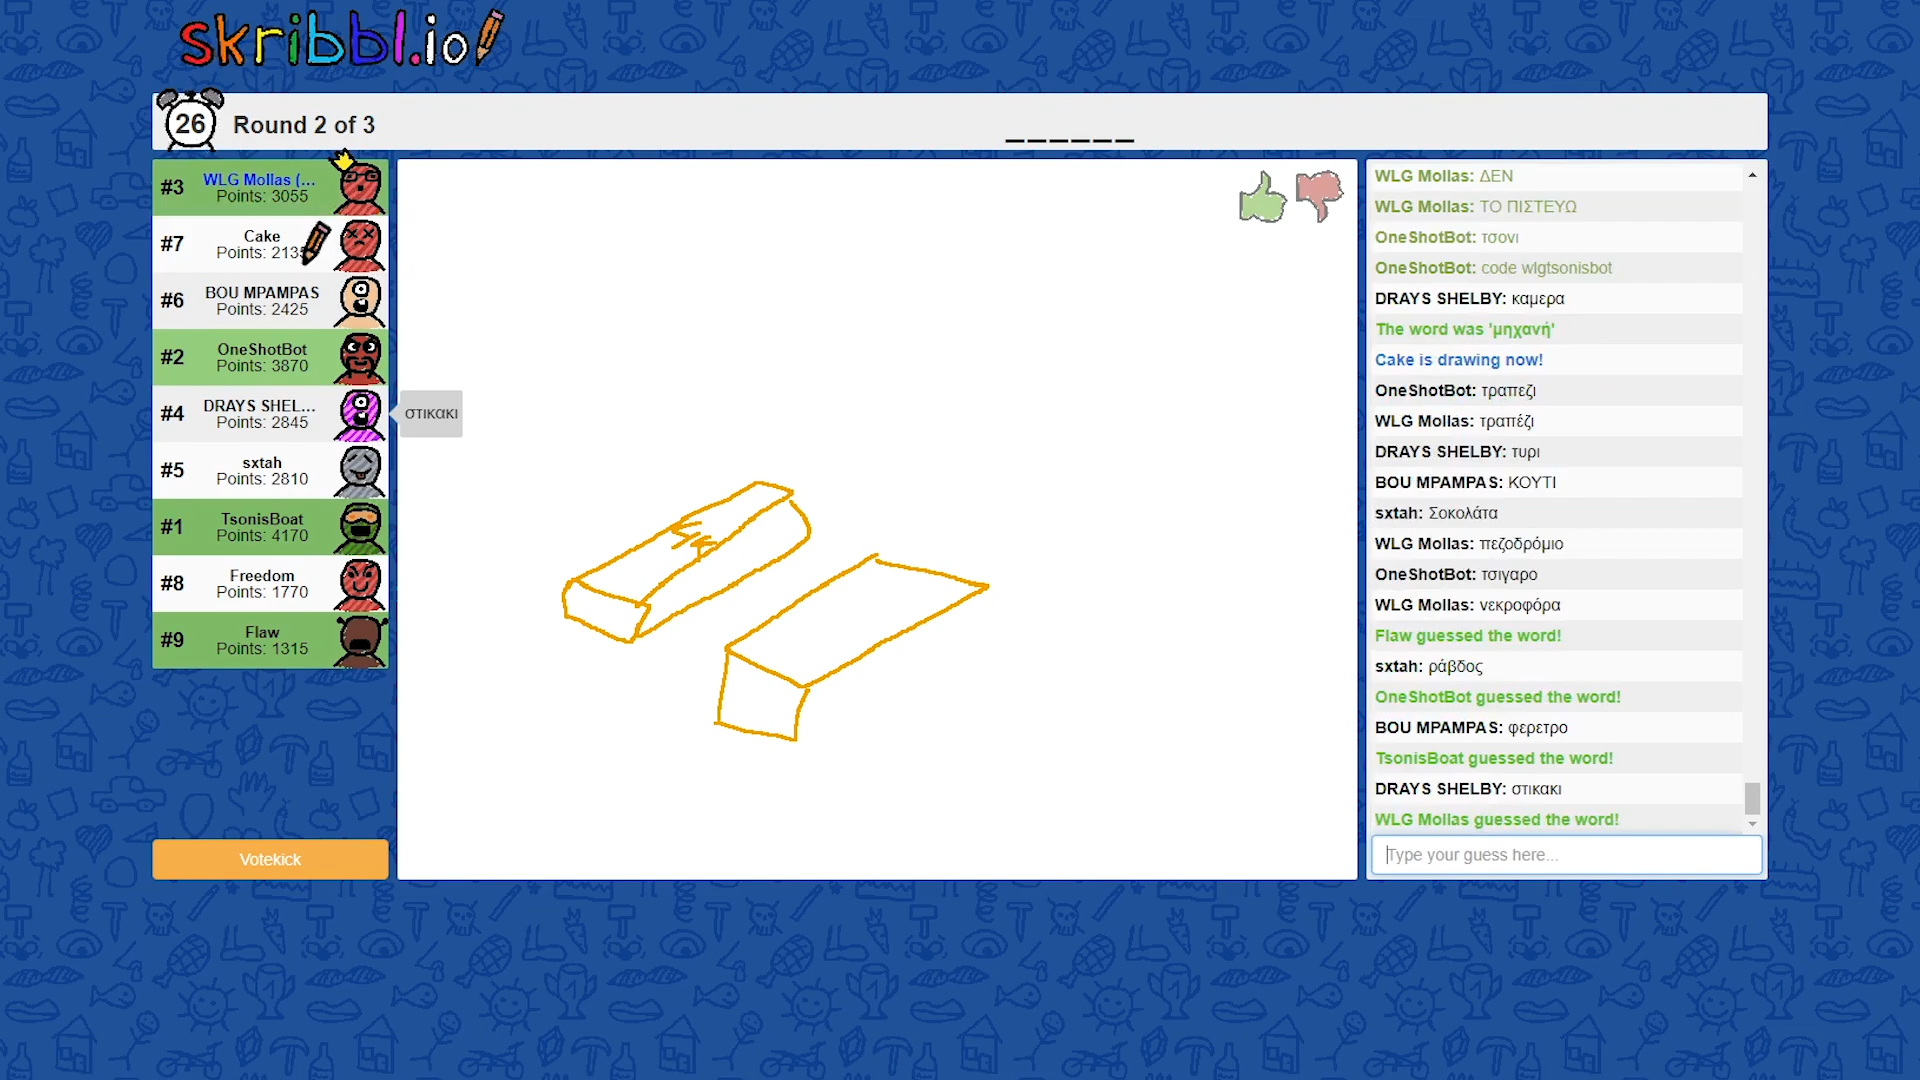 skribbl.io
26
Round 2 of 3
______
#3
WLG Mollas (...
Points: 3055
#7
Cake
Points: 2135
#6
BOU MPAMPAS
Points: 2425
#2
OneShotBot
Points: 3870
#4
DRAYS SHEL...
Points: 2845
στικακι
#5
sxtah
Points: 2810
#1
TsonisBoat
Points: 4170
#8
Freedom
Points: 1770
#9
Flaw
Points: 1315
Votekick
WLG Mollas: ΔΕΝ
WLG Mollas: ΤΟ ΠΙΣΤΕΥΩ
OneShotBot: τσονι
OneShotBot: code wlgtsonisbot
DRAYS SHELBY: καμερα
The word was 'μηχανή'
Cake is drawing now!
OneShotBot: τραπεζι
WLG Mollas: τραπέζι
DRAYS SHELBY: τυρι
BOU MPAMPAS: ΚΟΥΤΙ
sxtah: Σοκολάτα
WLG Mollas: πεζοδρόμιο
OneShotBot: τσιγαρο
WLG Mollas: νεκροφόρα
Flaw guessed the word!
sxtah: ράβδος
OneShotBot guessed the word!
BOU MPAMPAS: φερετρο
TsonisBoat guessed the word!
DRAYS SHELBY: στικακι
WLG Mollas guessed the word!
Type your guess here...